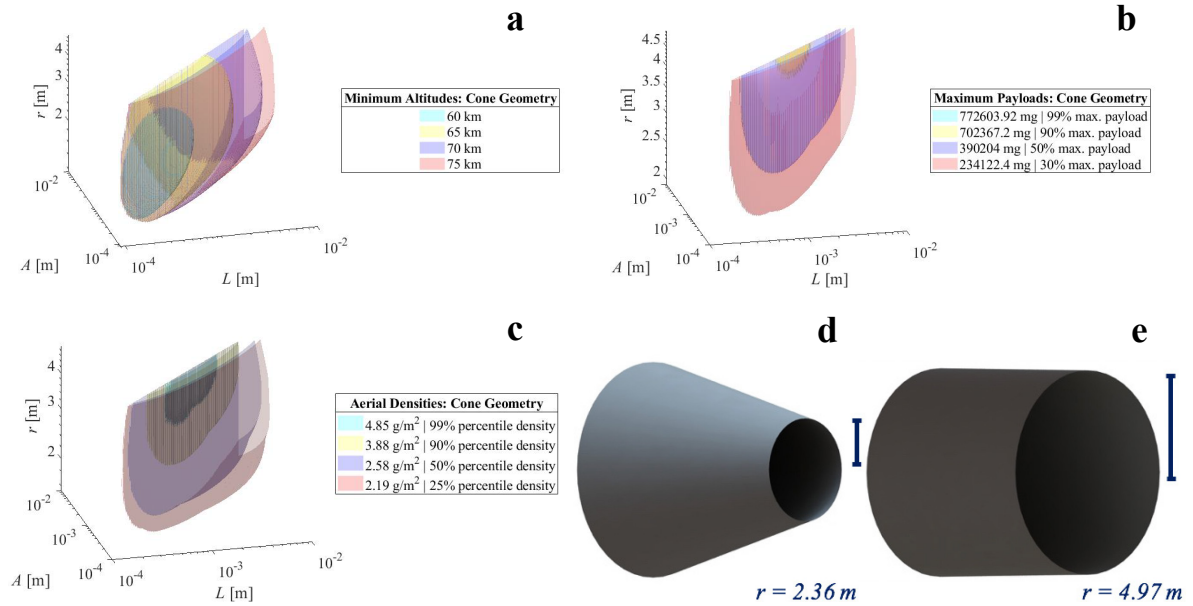 a
r [m]
4
3
2
10^-2
A [m]
10^-4
10^-4
L [m]
10^-2
Minimum Altitudes: Cone Geometry
60 km
65 km
70 km
75 km
b
r [m]
4.5
4
3.5
3
2.5
2
10^-2
10^-3
A [m]
10^-4
10^-4
10^-3
L [m]
10^-2
Maximum Payloads: Cone Geometry
772603.92 mg | 99% max. payload
702367.2 mg | 90% max. payload
390204 mg | 50% max. payload
234122.4 mg | 30% max. payload
c
r [m]
4
3
2
10^-2
10^-3
A [m]
10^-4
10^-4
10^-3
L [m]
10^-2
Aerial Densities: Cone Geometry
4.85 g/m² | 99% percentile density
3.88 g/m² | 90% percentile density
2.58 g/m² | 50% percentile density
2.19 g/m² | 25% percentile density
d
r = 2.36 m
e
r = 4.97 m